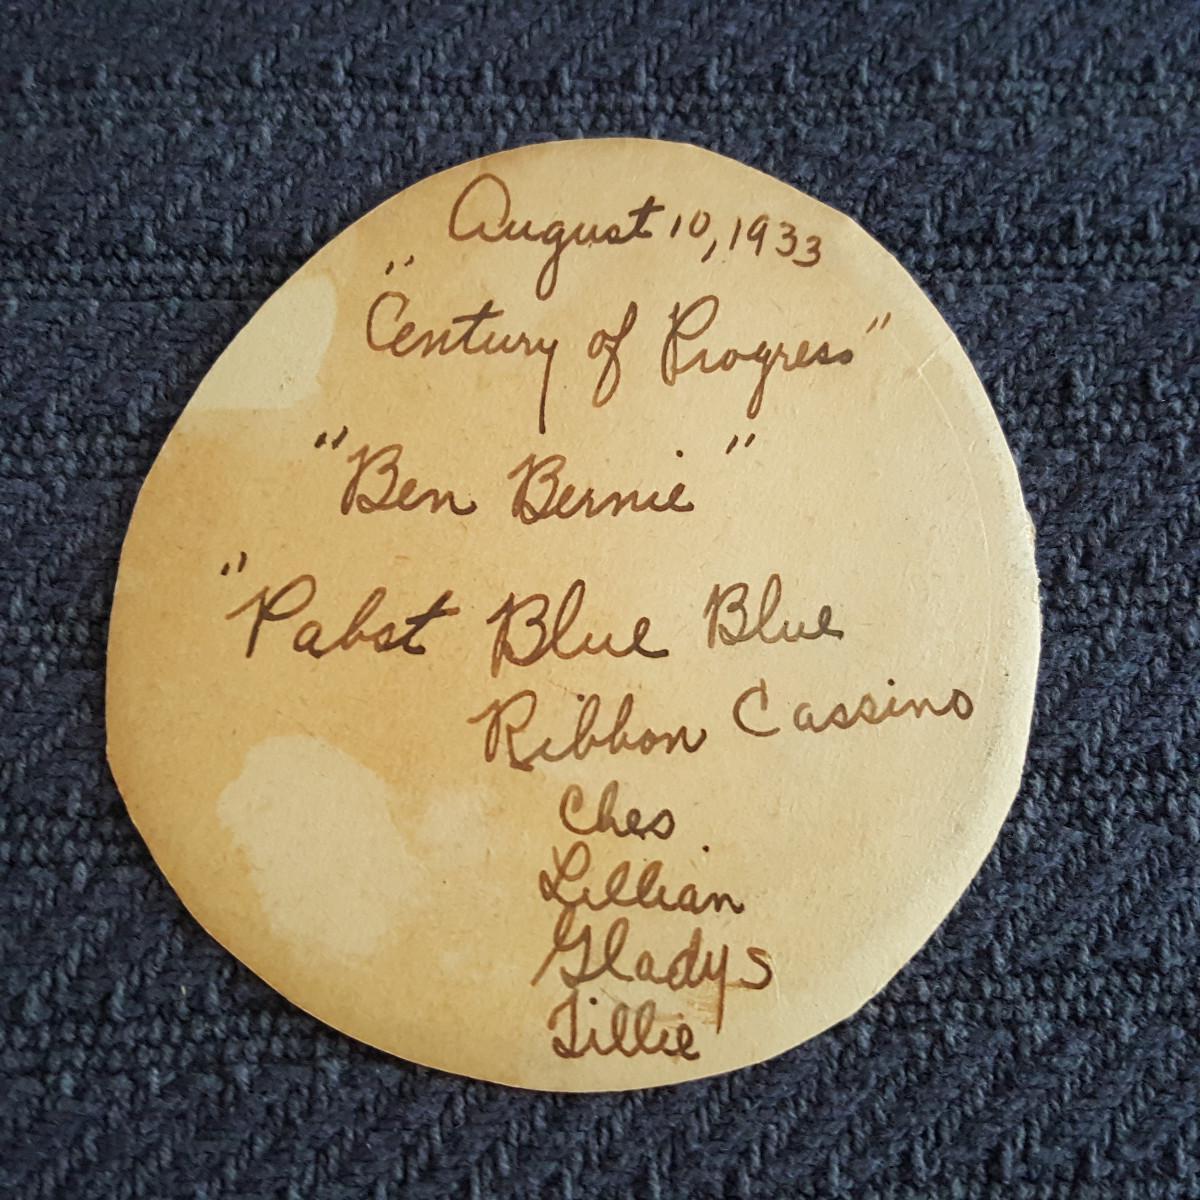 August 10, 1933
"Century of Progress"
"Ben Bernie"
"Pabst Blue Blue
Ribbon Cassino
Ches
Lillian
Gladys
Tillie